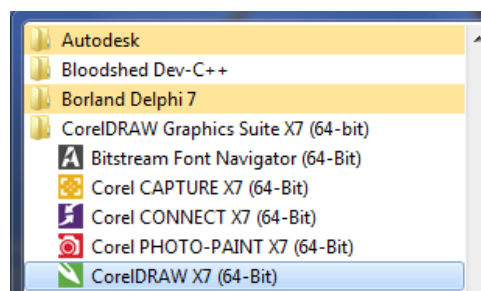 Autodesk
Bloodshed Dev-C++
Borland Delphi 7
CorelDRAW Graphics Suite X7 (64-bit)
Bitstream Font Navigator (64-Bit)
Corel CAPTURE X7 (64-Bit)
Corel CONNECT X7 (64-Bit)
Corel PHOTO-PAINT X7 (64-Bit)
CorelDRAW X7 (64-Bit)